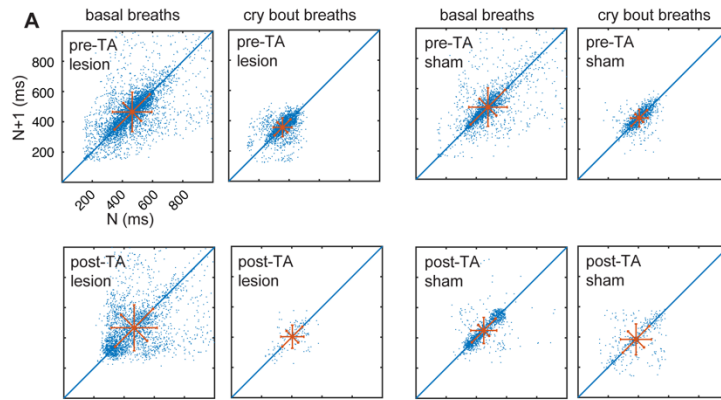 A
basal breaths
cry bout breaths
basal breaths
cry bout breaths
pre-TA
lesion
pre-TA
lesion
pre-TA
sham
pre-TA
sham
N+1 (ms)
800
600
400
200
200
400
600
800
N (ms)
post-TA
lesion
post-TA
lesion
post-TA
sham
post-TA
sham